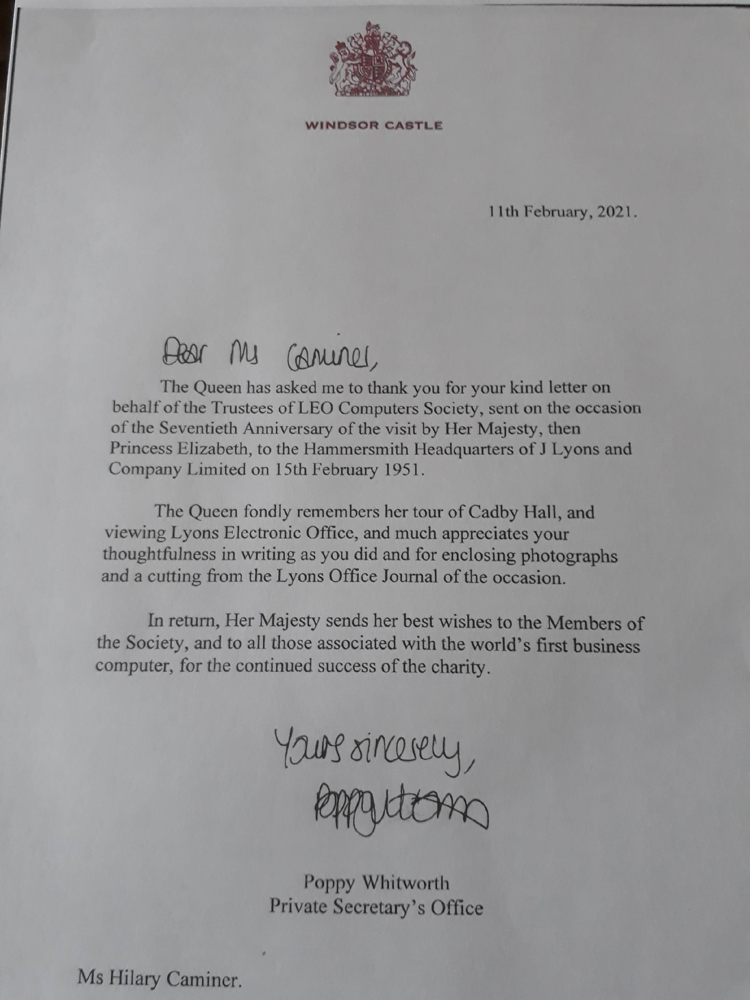 WINDSOR CASTLE
11th February, 2021.
Dear Ms Caminer,
The Queen has asked me to thank you for your kind letter on
behalf of the Trustees of LEO Computers Society, sent on the occasion
of the Seventieth Anniversary of the visit by Her Majesty, then
Princess Elizabeth, to the Hammersmith Headquarters of J Lyons and
Company Limited on 15th February 1951.
The Queen fondly remembers her tour of Cadby Hall, and
viewing Lyons Electronic Office, and much appreciates your
thoughtfulness in writing as you did and for enclosing photographs
and a cutting from the Lyons Office Journal of the occasion.
In return, Her Majesty sends her best wishes to the Members of
the Society, and to all those associated with the world's first business
computer, for the continued success of the charity.
Yours sincerely,
Poppy Whitworth
Private Secretary's Office
Ms Hilary Caminer.